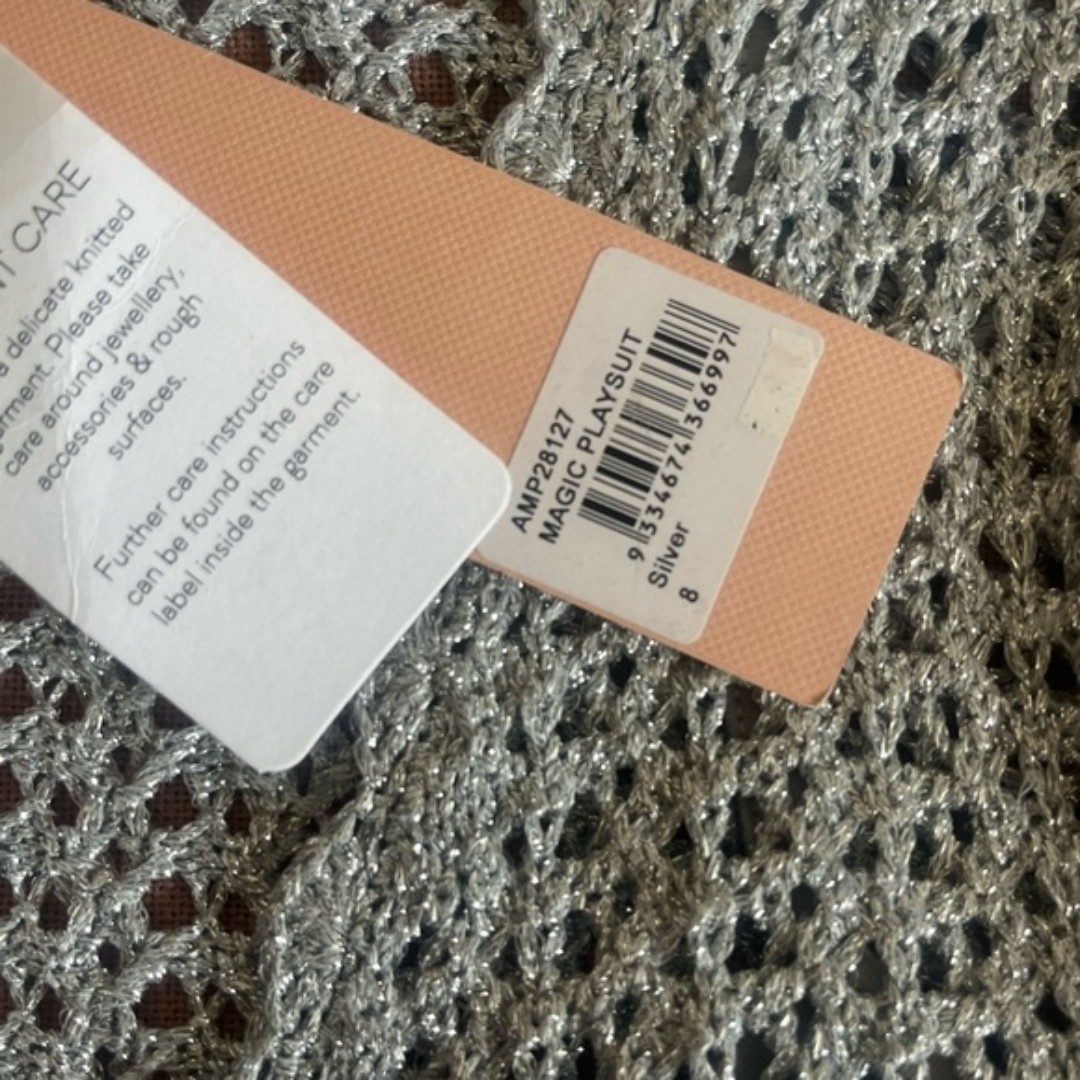 T CARE
delicate knitted
rment. Please take
care around jewellery,
accessories & rough
surfaces.
Further care instructions
can be found on the care
label inside the garment.
AMP28127
MAGIC PLAYSUIT
9 334674 366997
Silver
8